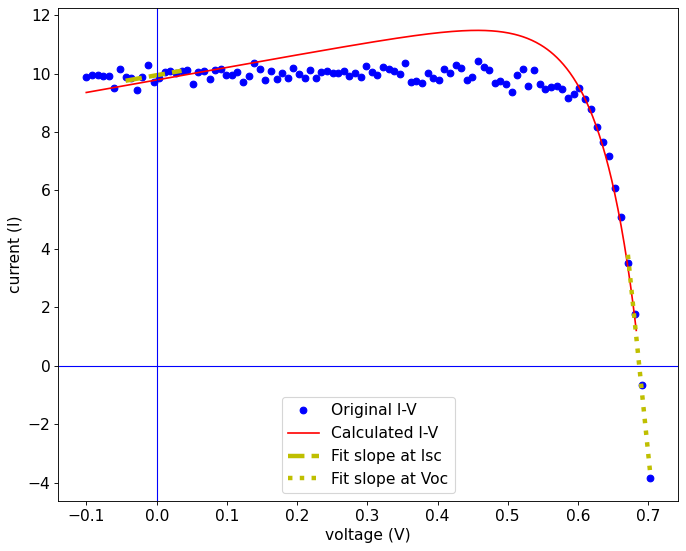 12
10
8
6
4
2
0
−2
−4
current (I)
Original I-V
Calculated I-V
Fit slope at Isc
Fit slope at Voc
−0.1 0.0 0.1 0.2 0.3 0.4 0.5 0.6 0.7
voltage (V)